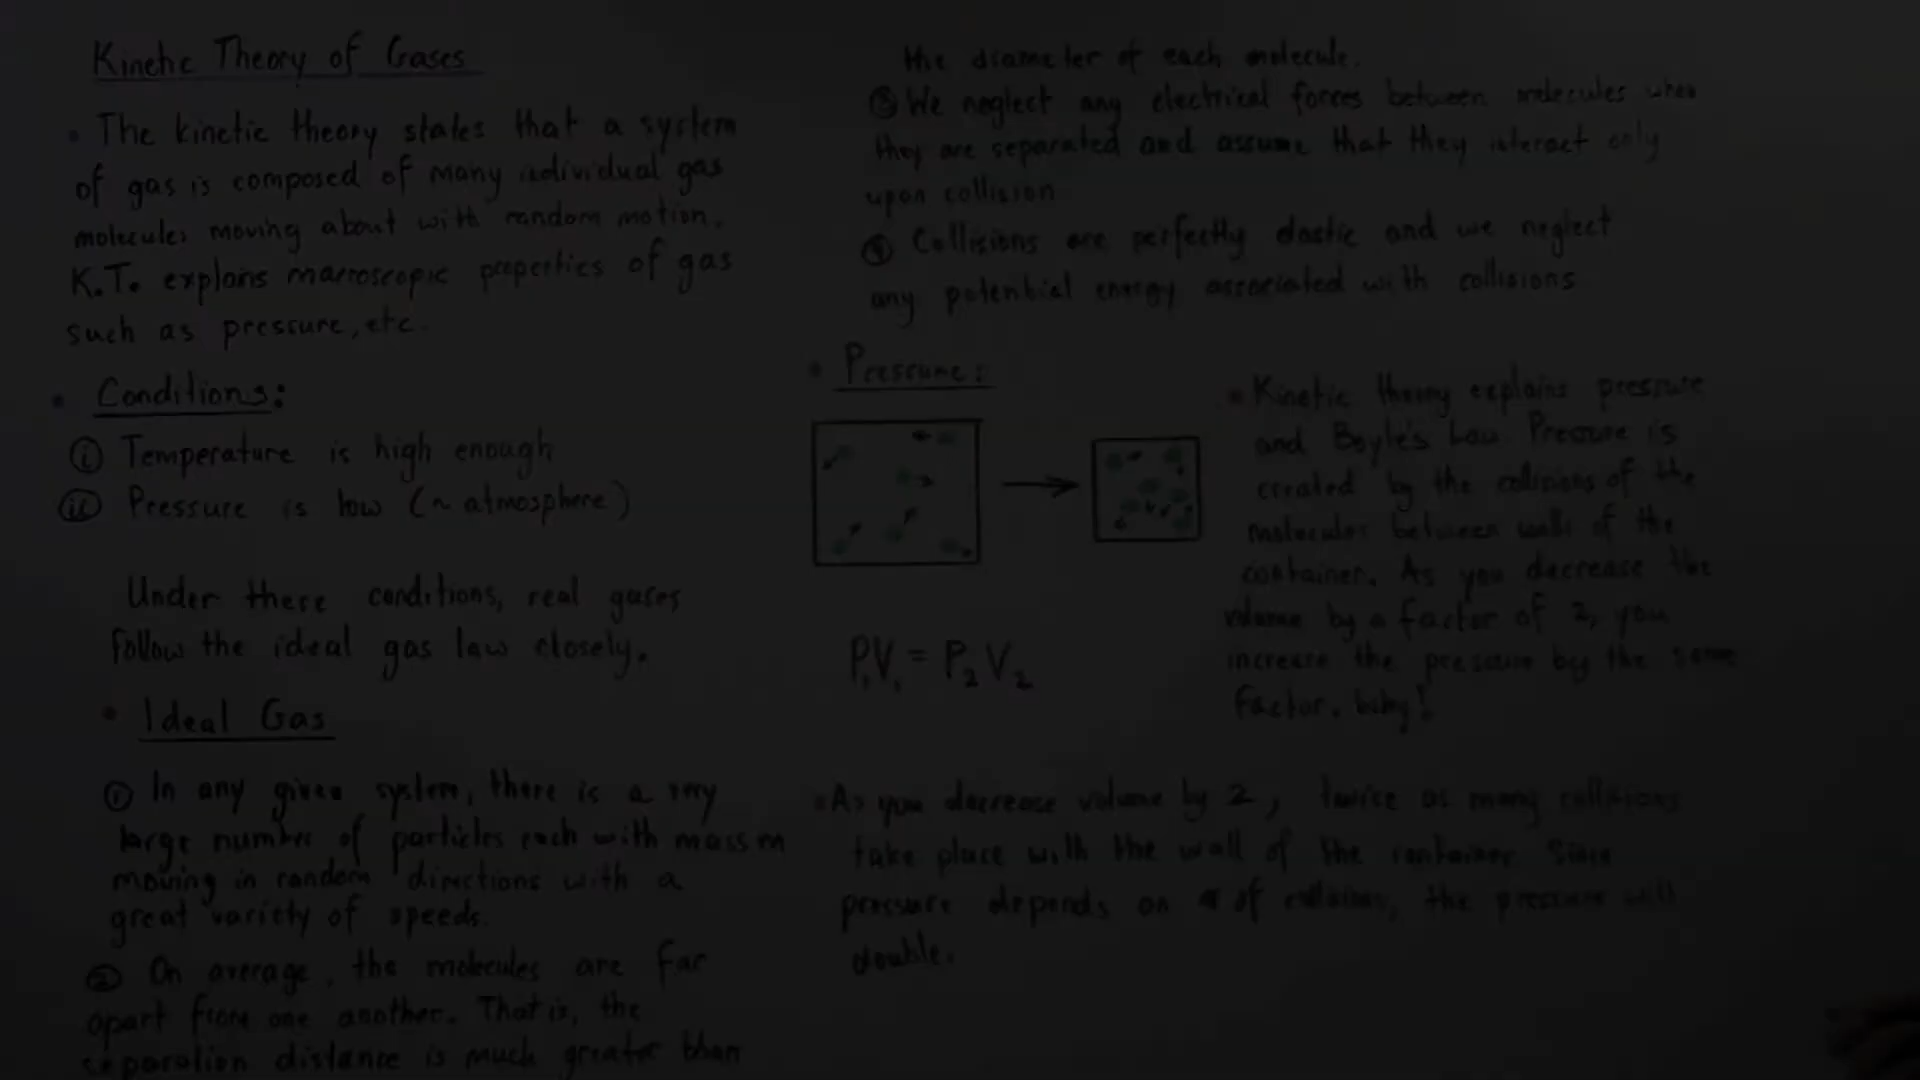 Kinetic Theory of Gases
• The kinetic theory states that a system
of gas is composed of many individual gas
molecules moving about with random motion.
K.T. explains macroscopic properties of gas
such as pressure, etc.
• Conditions:
(i) Temperature is high enough
(ii) Pressure is low (~ atmosphere)
Under these conditions, real gases
follow the ideal gas law closely.
• Ideal Gas
① In any given system, there is a very
large number of particles each with mass m
moving in random directions with a
great variety of speeds.
② On average, the molecules are far
apart from one another. That is, the
separation distance is much greater than
the diameter of each molecule.
③ We neglect any electrical forces between molecules when
they are separated and assume that they interact only
upon collision
④ Collisions are perfectly elastic and we neglect
any potential energy associated with collisions
• Pressure:
P₁V₁ = P₂V₂
• Kinetic theory explains pressure
and Boyle's Law. Pressure is
created by the collisions of the
molecules between walls of the
container. As you decrease the
volume by a factor of 2, you
increase the pressure by the same
factor, baby!
• As you decrease volume by 2, twice as many collisions
take place with the wall of the container. Since
pressure depends on # of collisions, the pressure will
double.